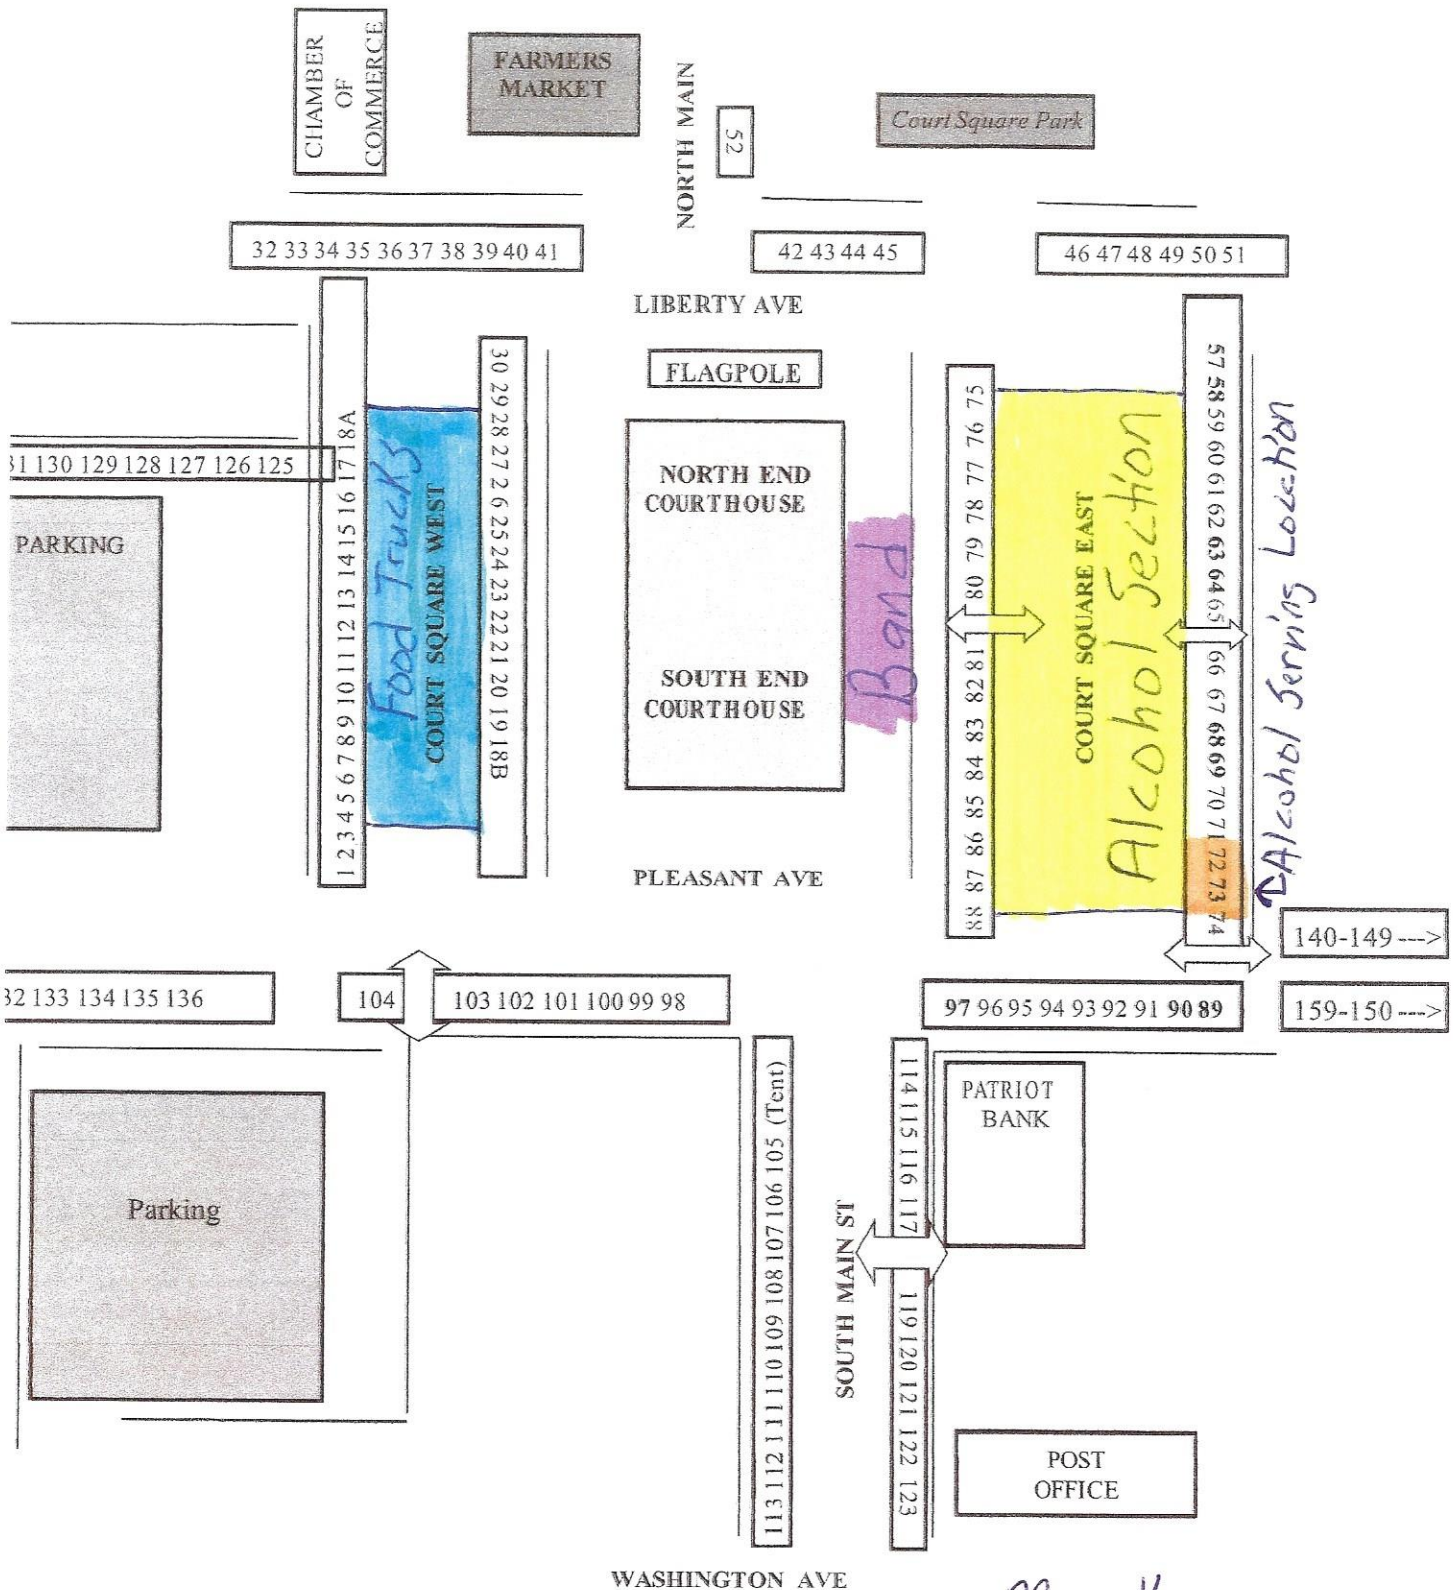 CHAMBER
OF
COMMERCE
FARMERS
MARKET
NORTH MAIN
52
Court Square Park
32 33 34 35 36 37 38 39 40 41
42 43 44 45
46 47 48 49 50 51
LIBERTY AVE
FLAGPOLE
NORTH END
COURTHOUSE
SOUTH END
COURTHOUSE
Band
PLEASANT AVE
31 130 129 128 127 126 125
PARKING
1 2 3 4 5 6 7 8 9 10 11 12 13 14 15 16 17 18A
Food Trucks
COURT SQUARE WEST
30 29 28 27 26 25 24 23 22 21 20 19 18B
75 76 77 78 79 80 81 82 83 84 85 86 87 88
COURT SQUARE EAST
Alcohol Section
57 58 59 60 61 62 63 64 65 66 67 68 69 70 71 72 73 74
Alcohol Serving Location
140-149 --->
159-150 --->
32 133 134 135 136
104
103 102 101 100 99 98
97 96 95 94 93 92 91 90 89
113 112 111 110 109 108 107 106 105 (Tent)
SOUTH MAIN ST
114 115 116 117
119 120 121 122 123
PATRIOT
BANK
Parking
POST
OFFICE
WASHINGTON AVE